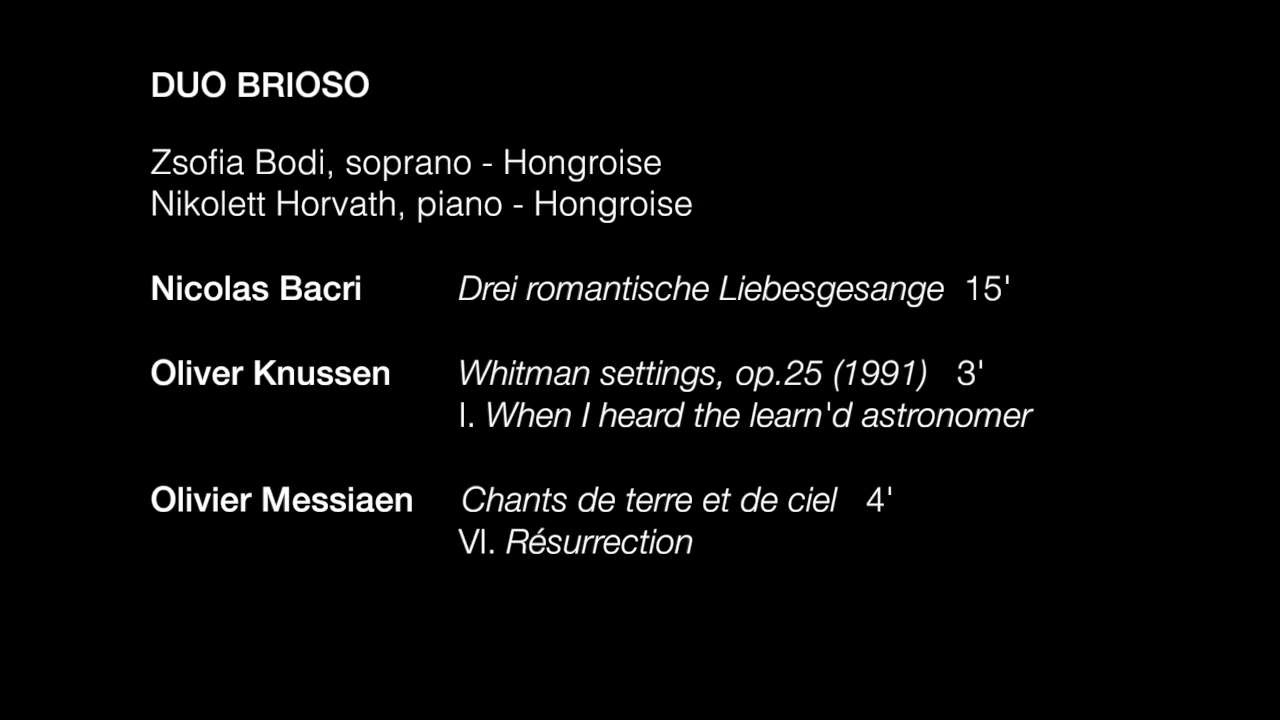 DUO BRIOSO
Zsofia Bodi, soprano - Hongroise
Nikolett Horvath, piano - Hongroise
Nicolas Bacri Drei romantische Liebesgesange 15'
Oliver Knussen Whitman settings, op.25 (1991) 3'
I. When I heard the learn'd astronomer
Olivier Messiaen Chants de terre et de ciel 4'
VI. Résurrection